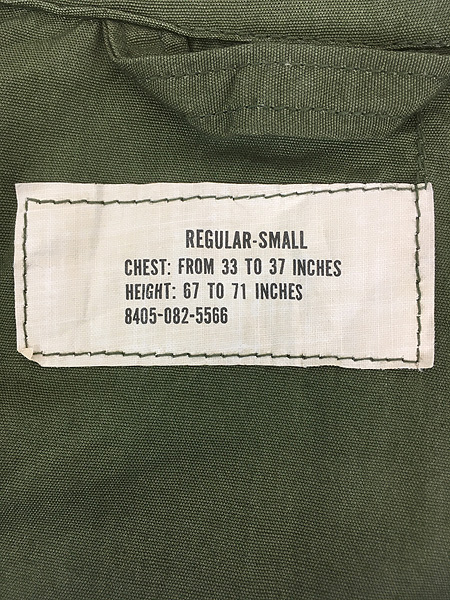 REGULAR-SMALL
CHEST: FROM 33 TO 37 INCHES
HEIGHT: 67 TO 71 INCHES
8405-082-5566